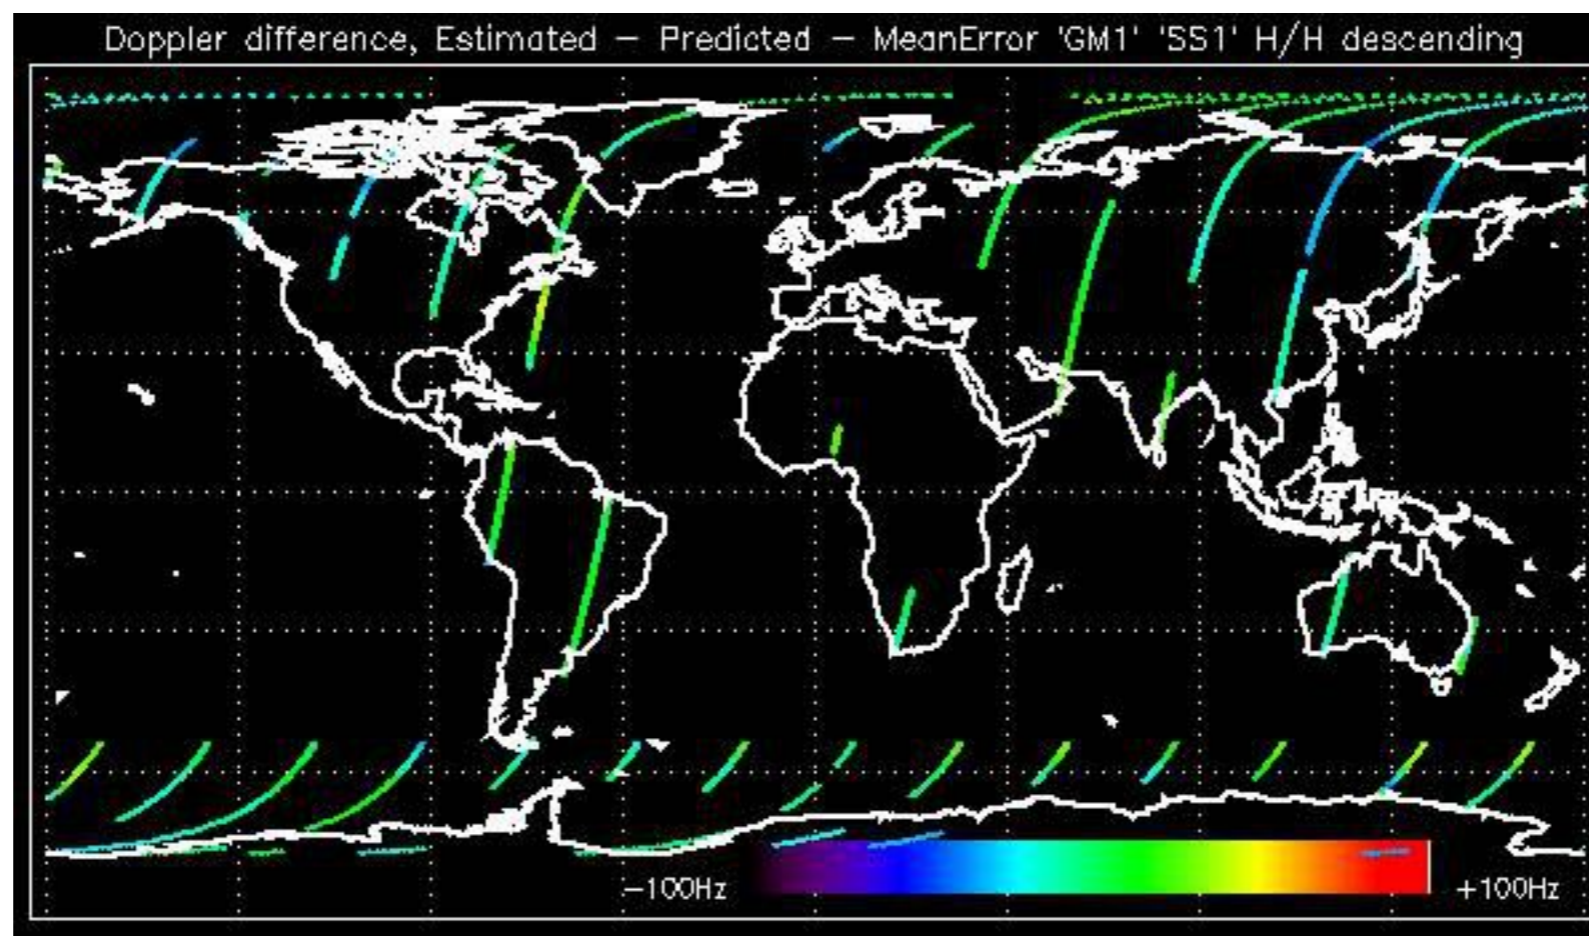 Doppler difference, Estimated – Predicted – MeanError 'GM1' 'SS1' H/H descending
–100Hz +100Hz